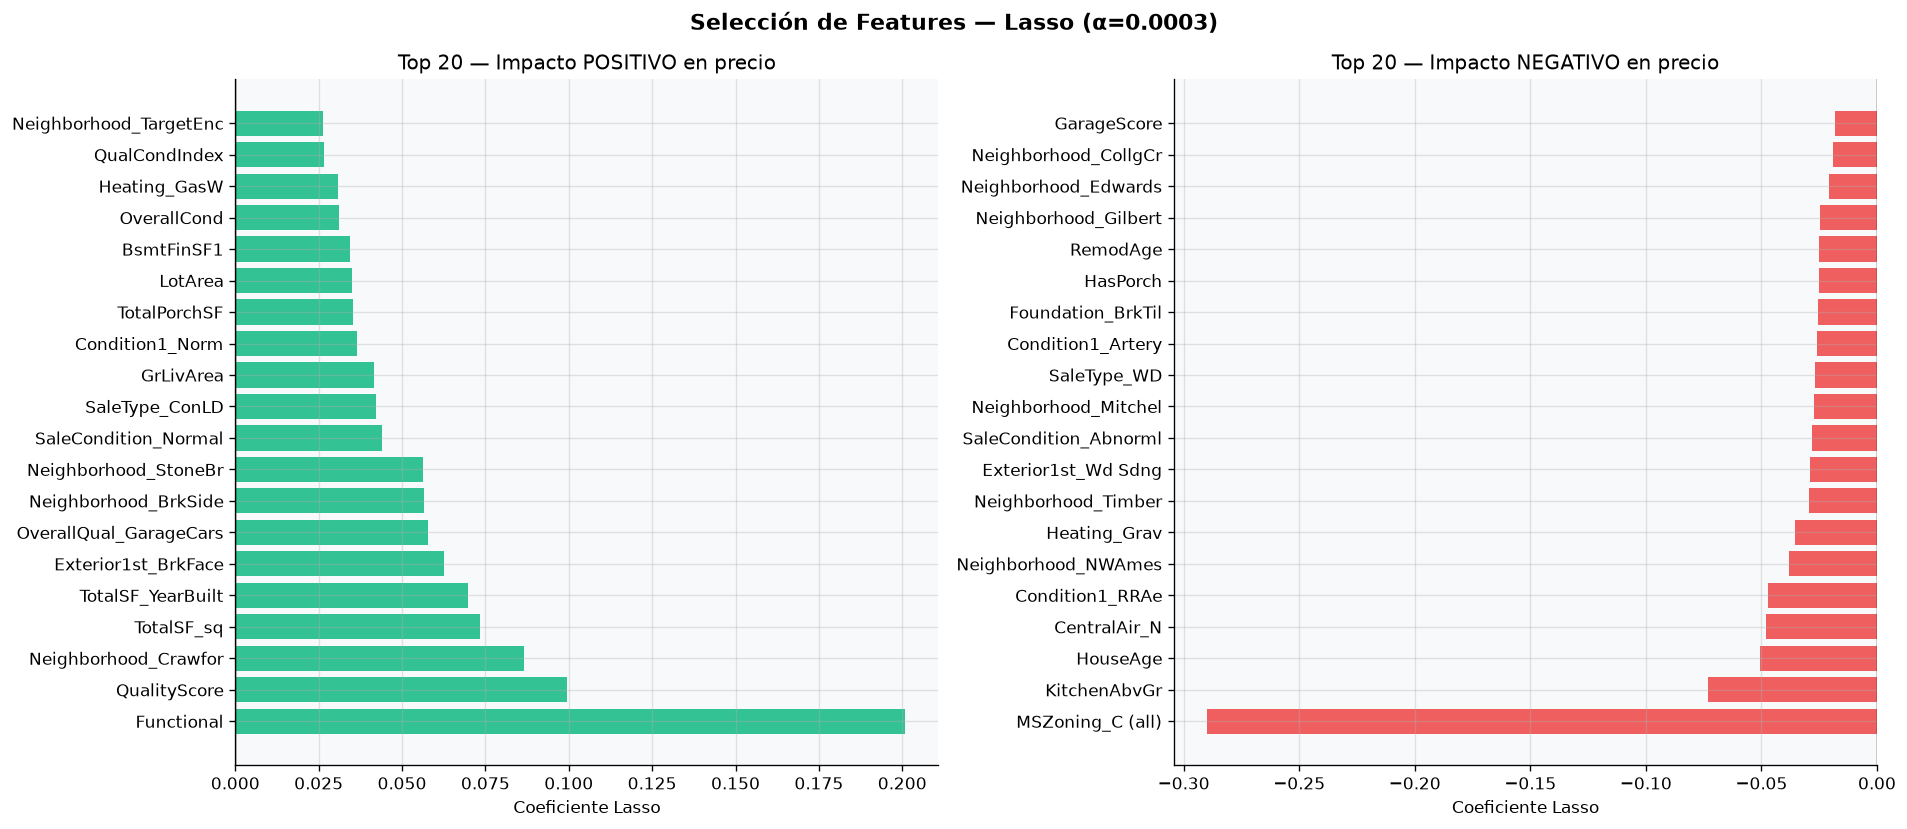 Selección de Features — Lasso (α=0.0003)
Top 20 — Impacto POSITIVO en precio
Neighborhood_TargetEnc
QualCondIndex
Heating_GasW
OverallCond
BsmtFinSF1
LotArea
TotalPorchSF
Condition1_Norm
GrLivArea
SaleType_ConLD
SaleCondition_Normal
Neighborhood_StoneBr
Neighborhood_BrkSide
OverallQual_GarageCars
Exterior1st_BrkFace
TotalSF_YearBuilt
TotalSF_sq
Neighborhood_Crawfor
QualityScore
Functional
0.000 0.025 0.050 0.075 0.100 0.125 0.150 0.175 0.200
Coeficiente Lasso
Top 20 — Impacto NEGATIVO en precio
GarageScore
Neighborhood_CollgCr
Neighborhood_Edwards
Neighborhood_Gilbert
RemodAge
HasPorch
Foundation_BrkTil
Condition1_Artery
SaleType_WD
Neighborhood_Mitchel
SaleCondition_Abnorml
Exterior1st_Wd Sdng
Neighborhood_Timber
Heating_Grav
Neighborhood_NWAmes
Condition1_RRAe
CentralAir_N
HouseAge
KitchenAbvGr
MSZoning_C (all)
−0.30 −0.25 −0.20 −0.15 −0.10 −0.05 0.00
Coeficiente Lasso